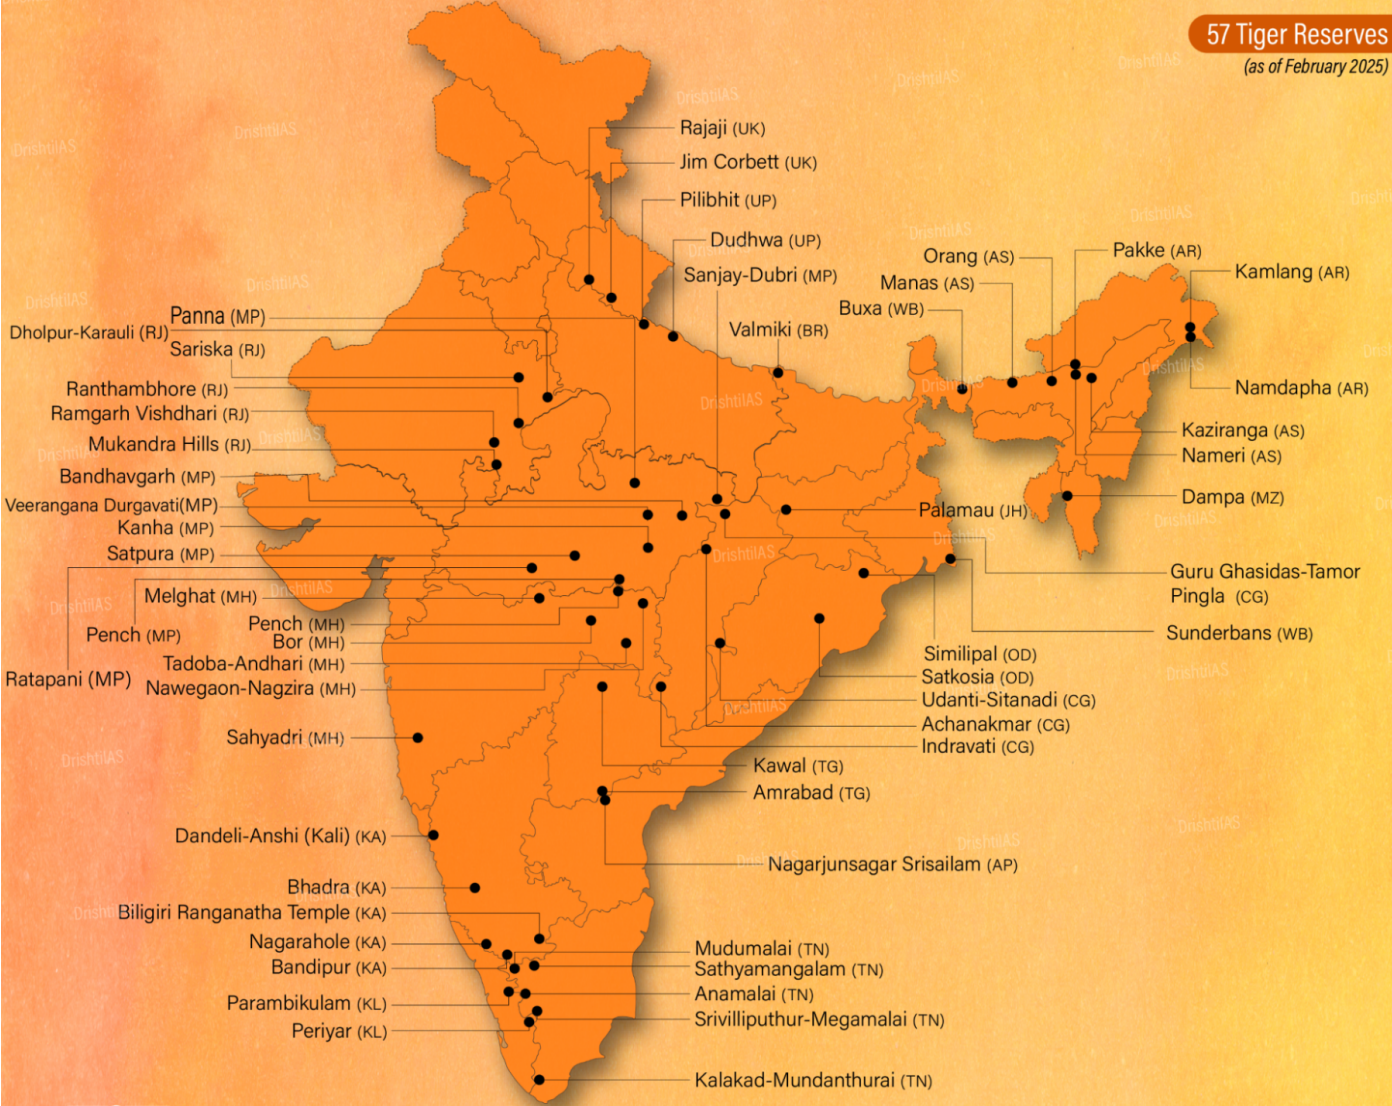 57 Tiger Reserves
(as of February 2025)
Rajaji (UK)
Jim Corbett (UK)
Pilibhit (UP)
Dudhwa (UP)
Sanjay-Dubri (MP)
Valmiki (BR)
Buxa (WB)
Manas (AS)
Orang (AS)
Pakke (AR)
Kamlang (AR)
Namdapha (AR)
Kaziranga (AS)
Nameri (AS)
Dampa (MZ)
Palamau (JH)
Guru Ghasidas-Tamor
Pingla (CG)
Sunderbans (WB)
Similipal (OD)
Satkosia (OD)
Udanti-Sitanadi (CG)
Achanakmar (CG)
Indravati (CG)
Kawal (TG)
Amrabad (TG)
Nagarjunsagar Srisailam (AP)
Mudumalai (TN)
Sathyamangalam (TN)
Anamalai (TN)
Srivilliputhur-Megamalai (TN)
Kalakad-Mundanthurai (TN)
Panna (MP)
Dholpur-Karauli (RJ)
Sariska (RJ)
Ranthambhore (RJ)
Ramgarh Vishdhari (RJ)
Mukandra Hills (RJ)
Bandhavgarh (MP)
Veerangana Durgavati(MP)
Kanha (MP)
Satpura (MP)
Melghat (MH)
Pench (MH)
Pench (MP)
Bor (MH)
Tadoba-Andhari (MH)
Ratapani (MP)
Nawegaon-Nagzira (MH)
Sahyadri (MH)
Dandeli-Anshi (Kali) (KA)
Bhadra (KA)
Biligiri Ranganatha Temple (KA)
Nagarahole (KA)
Bandipur (KA)
Parambikulam (KL)
Periyar (KL)
DrishtiIAS